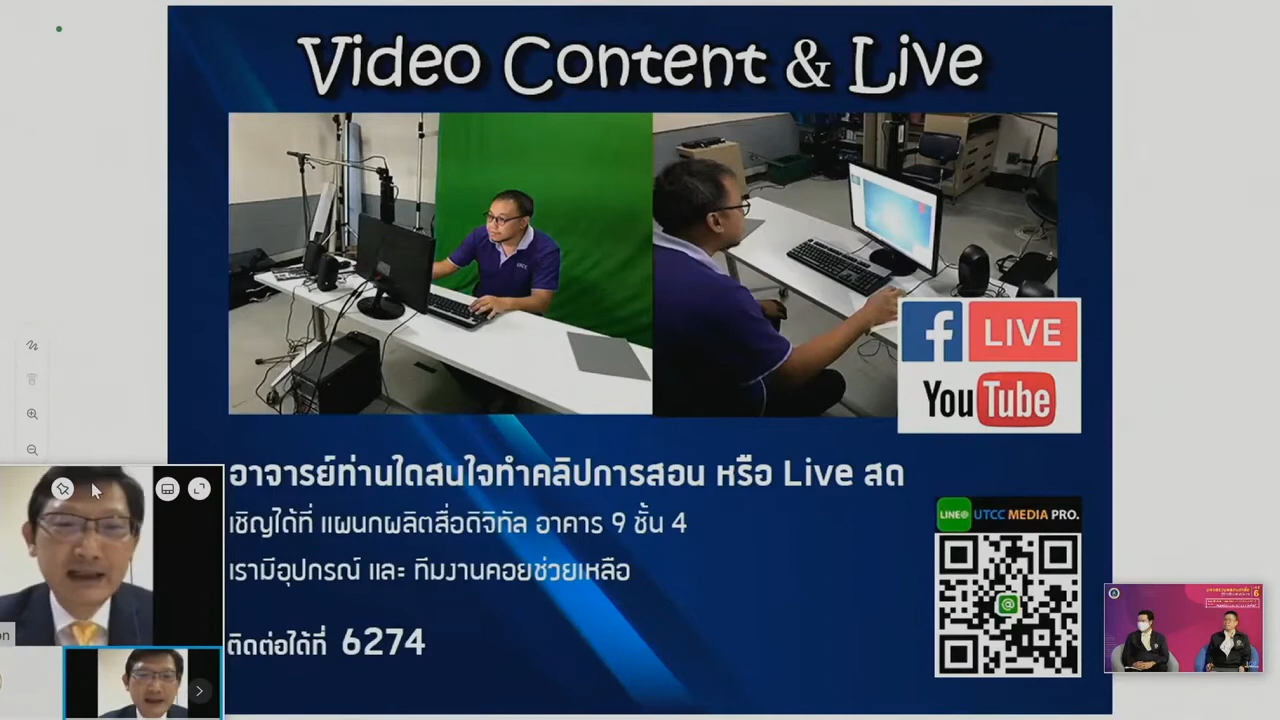 Video Content & Live
UTCC
f LIVE
YouTube
อาจารย์ท่านใดสนใจทำคลิปการสอน หรือ Live สด
เชิญได้ที่ แผนกผลิตสื่อดิจิทัล อาคาร 9 ชั้น 4
เรามีอุปกรณ์ และ ทีมงานคอยช่วยเหลือ
ติดต่อได้ที่ 6274
LINE@ UTCC MEDIA PRO.
on
6